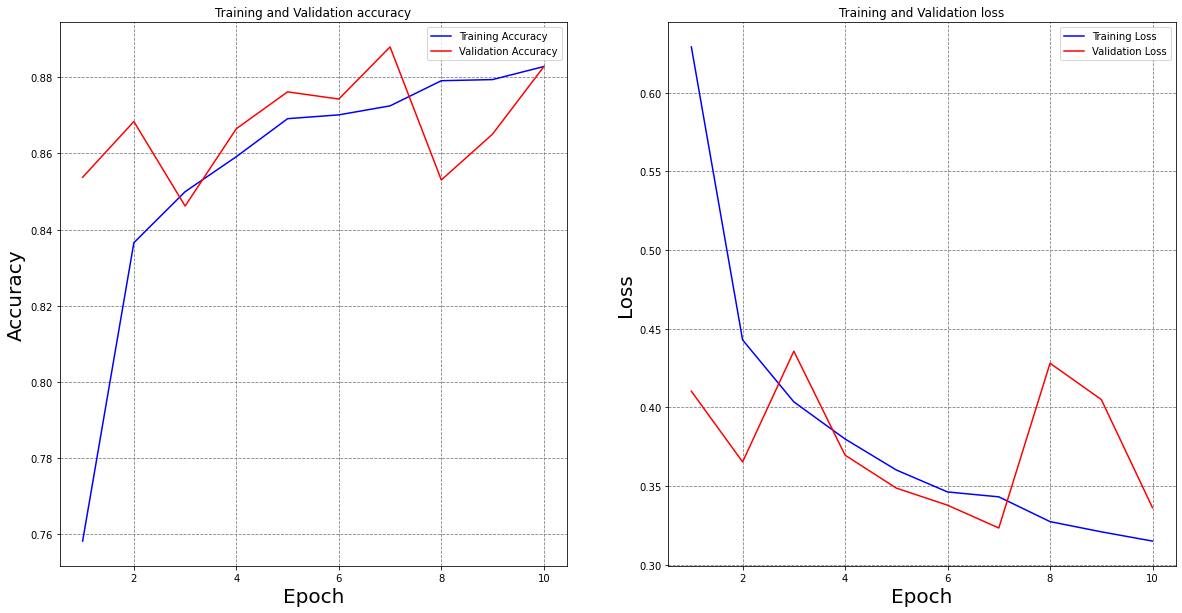 Training and Validation accuracy
Training Accuracy
Validation Accuracy
0.88
0.86
0.84
0.82
0.80
0.78
0.76
Accuracy
2 4 6 8 10
Epoch
Training and Validation loss
Training Loss
Validation Loss
0.60
0.55
0.50
0.45
0.40
0.35
0.30
Loss
2 4 6 8 10
Epoch